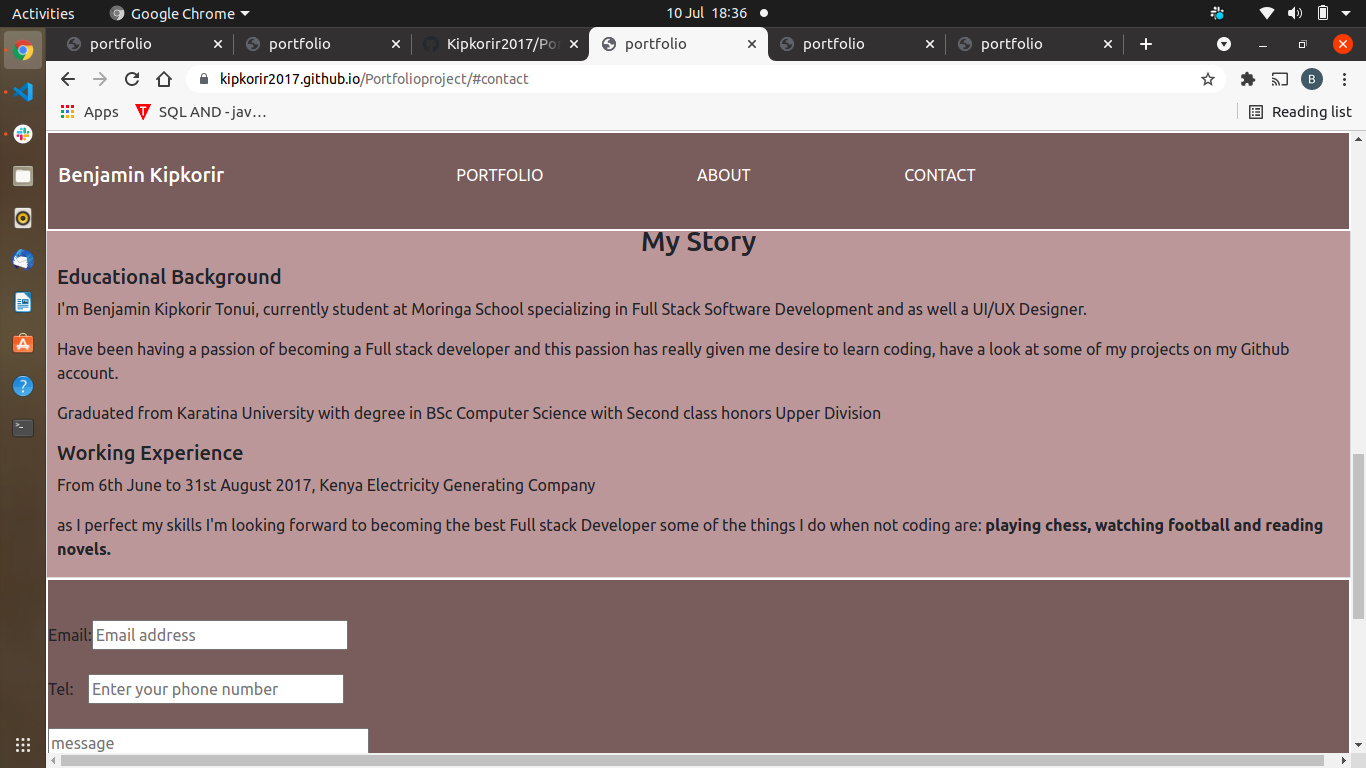 Activities
Google Chrome
10 Jul 18:36
portfolio
portfolio
Kipkorir2017/Po
portfolio
portfolio
portfolio
kipkorir2017.github.io/Portfolioproject/#contact
B
Apps
SQL AND - jav…
Reading list
Benjamin Kipkorir
PORTFOLIO
ABOUT
CONTACT
My Story
Educational Background
I'm Benjamin Kipkorir Tonui, currently student at Moringa School specializing in Full Stack Software Development and as well a UI/UX Designer.
Have been having a passion of becoming a Full stack developer and this passion has really given me desire to learn coding, have a look at some of my projects on my Github
account.
Graduated from Karatina University with degree in BSc Computer Science with Second class honors Upper Division
Working Experience
From 6th June to 31st August 2017, Kenya Electricity Generating Company
as I perfect my skills I'm looking forward to becoming the best Full stack Developer some of the things I do when not coding are: playing chess, watching football and reading
novels.
Email: Email address
Tel: Enter your phone number
message